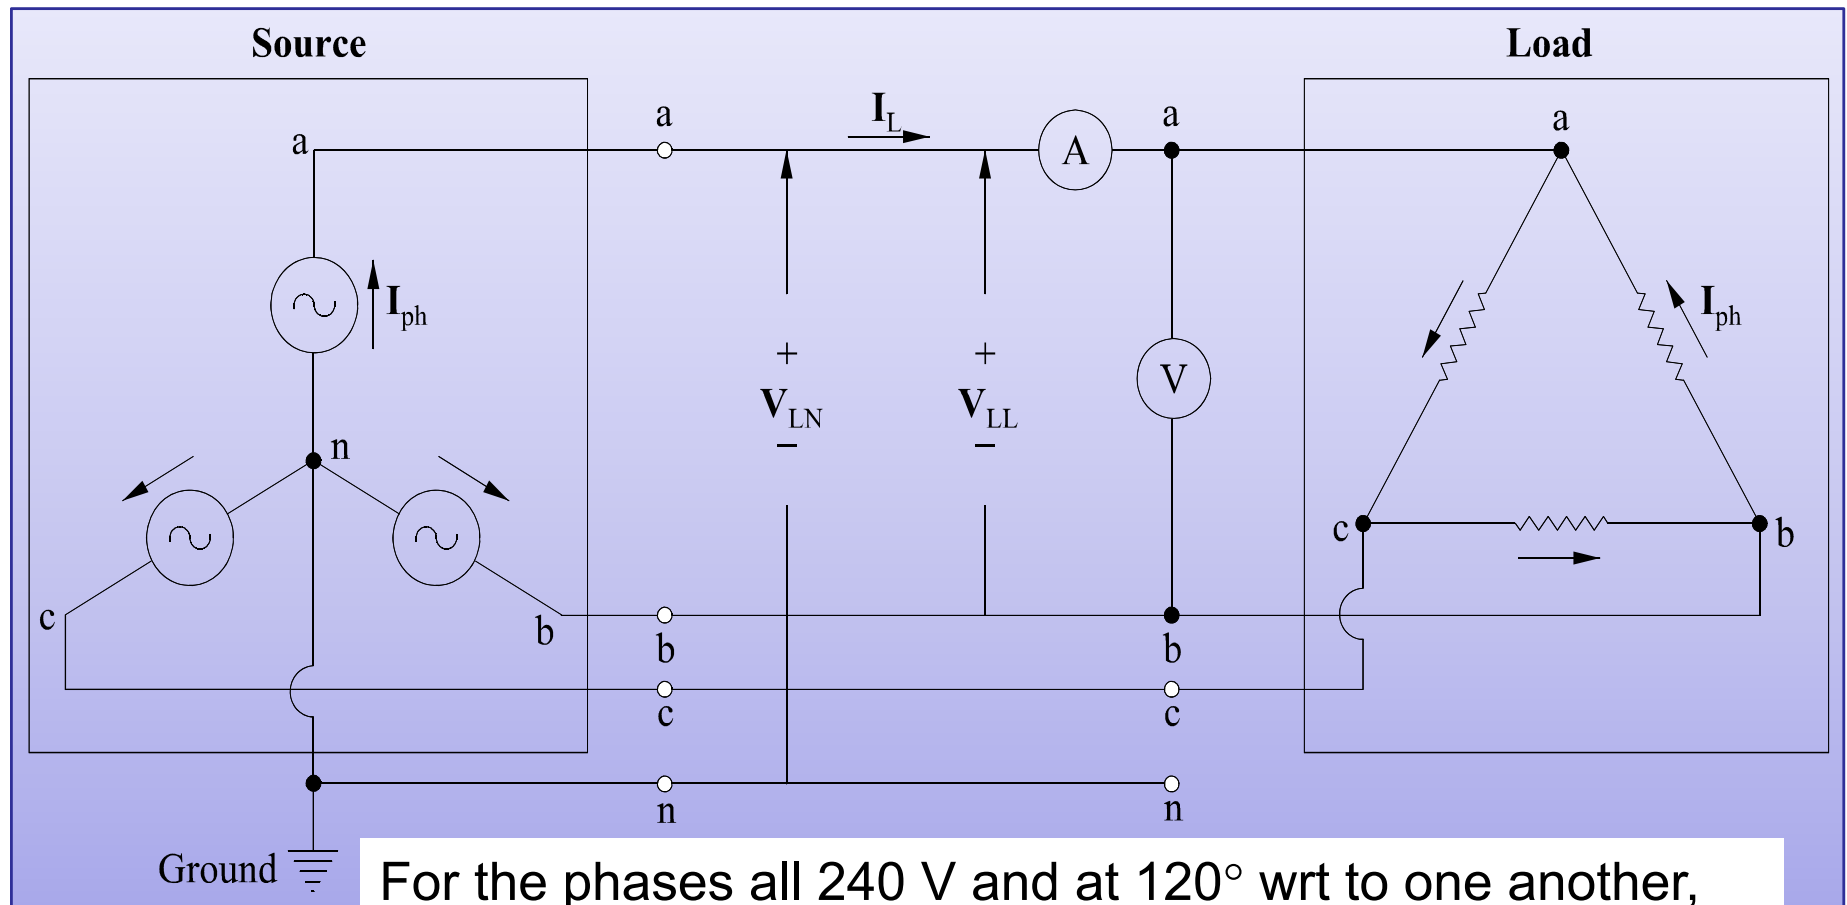 Source
Load
a
I_L
a
a
a
A
I_ph
+
V_LN
−
+
V_LL
−
V
I_ph
n
c
b
c
b
b
b
c
c
n
n
Ground
For the phases all 240 V and at 120° wrt to one another,